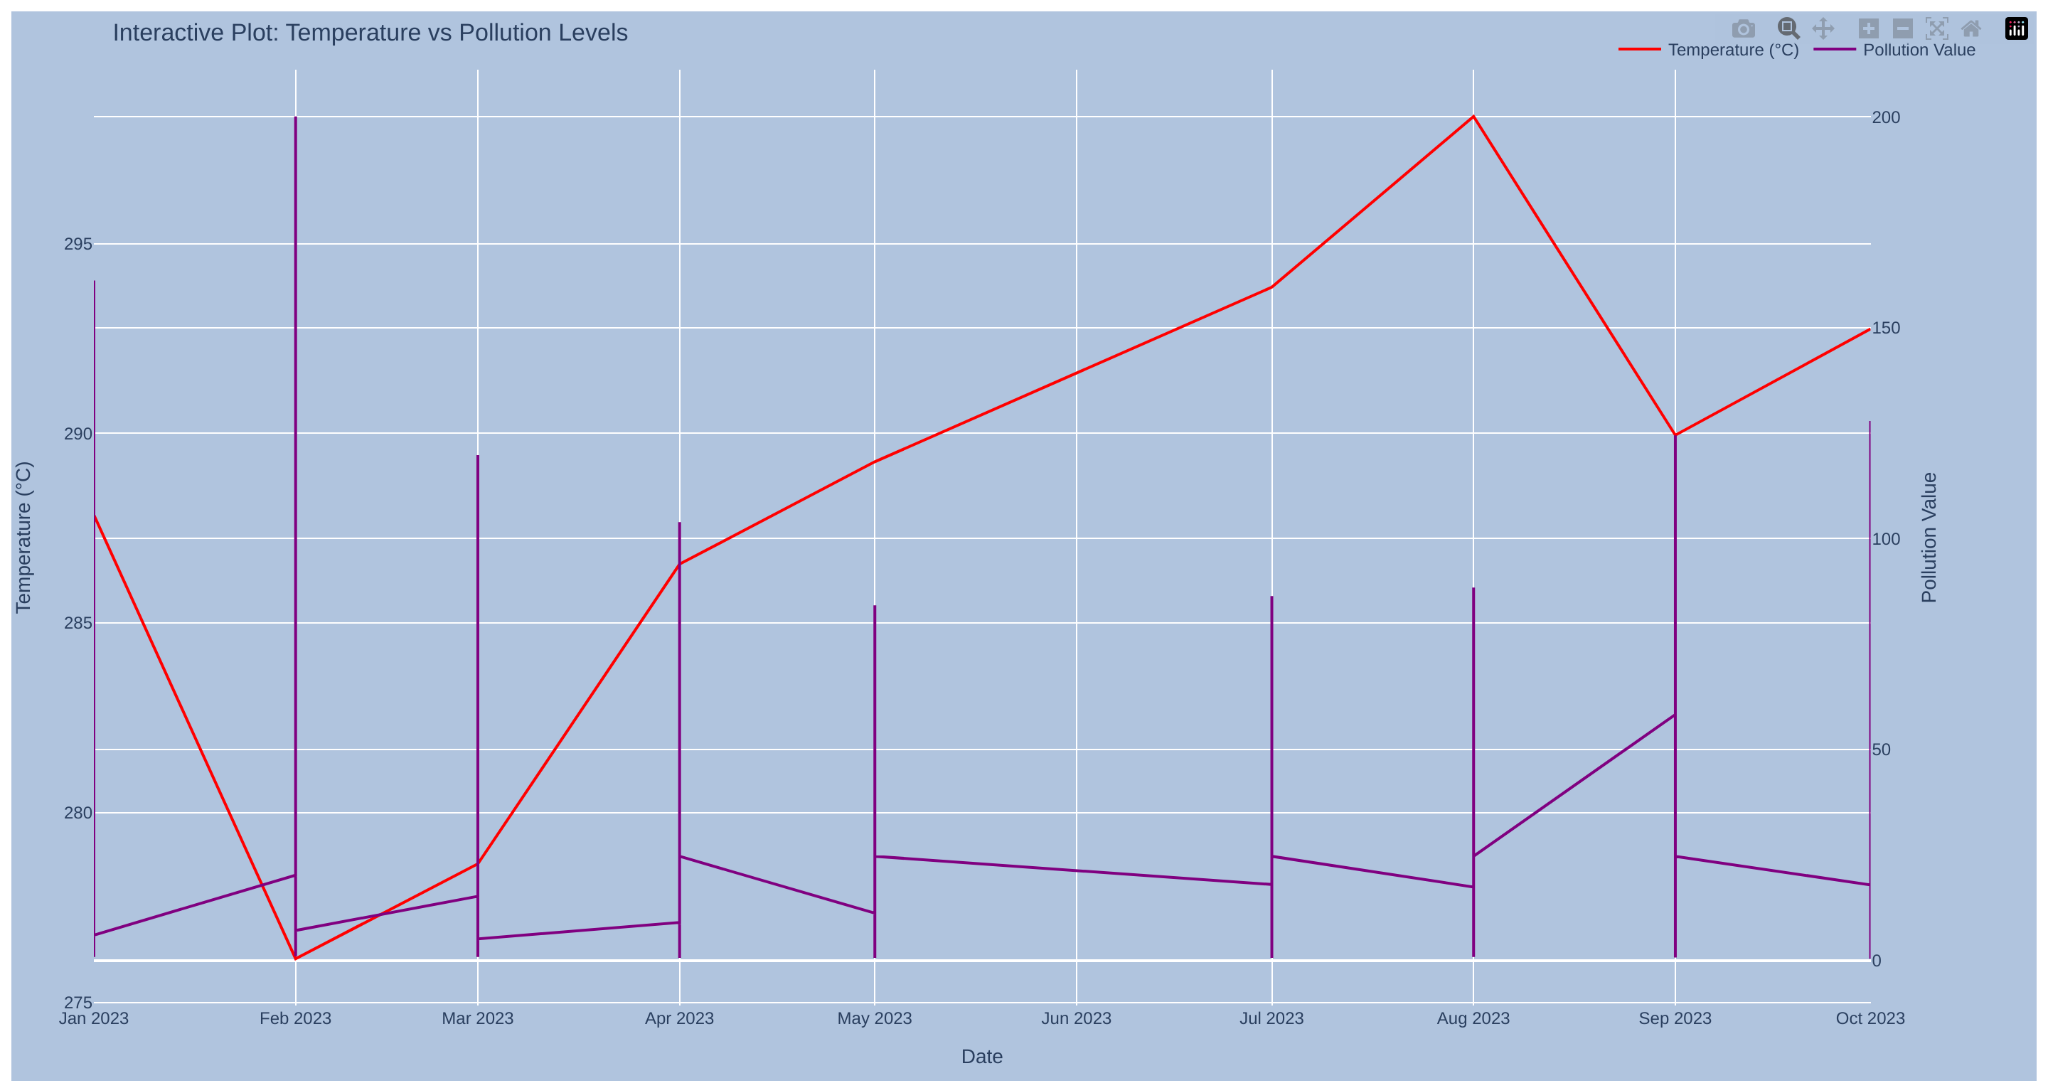 Interactive Plot: Temperature vs Pollution Levels
Temperature (°C)
Pollution Value
200
295
150
290
100
285
50
280
0
275
Temperature (°C)
Pollution Value
Jan 2023
Feb 2023
Mar 2023
Apr 2023
May 2023
Jun 2023
Jul 2023
Aug 2023
Sep 2023
Oct 2023
Date